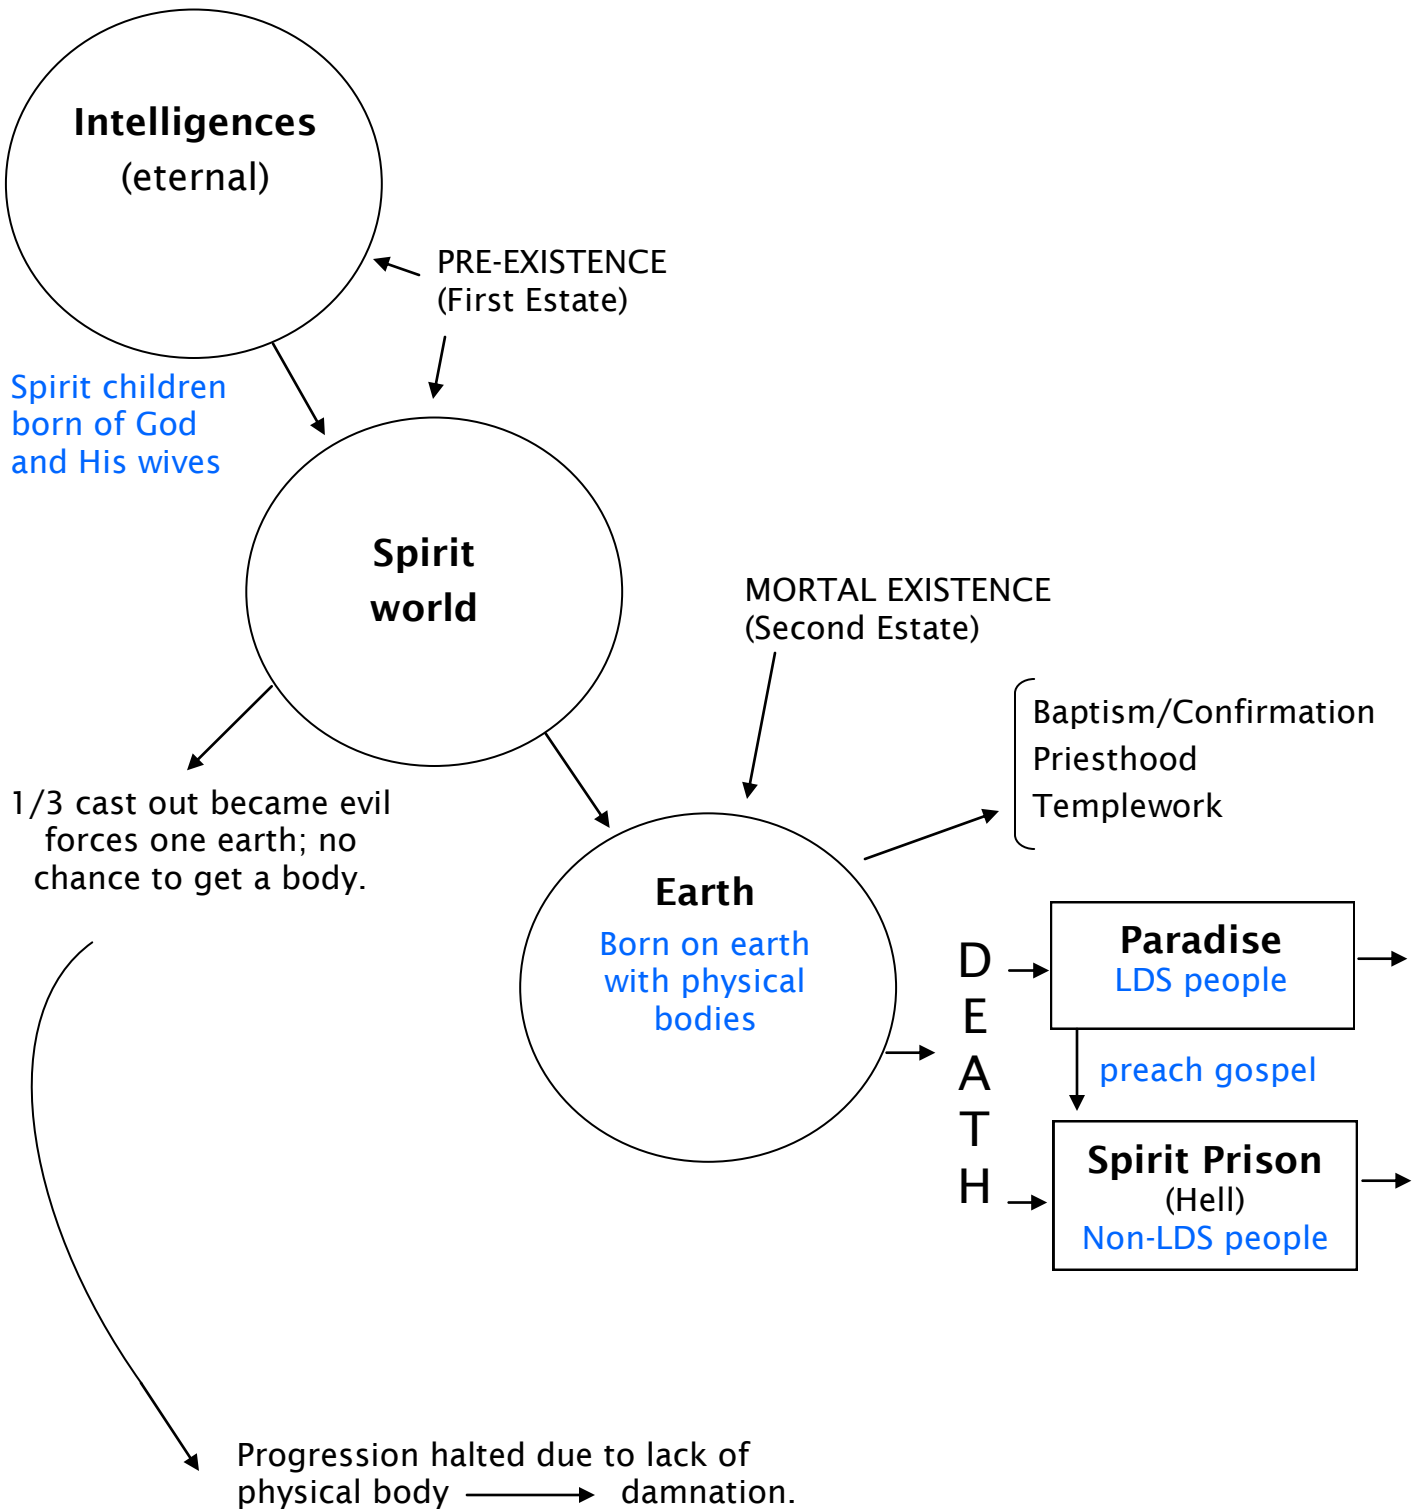 Intelligences
(eternal)
PRE-EXISTENCE
(First Estate)
Spirit children
born of God
and His wives
Spirit
world
MORTAL EXISTENCE
(Second Estate)
Baptism/Confirmation
Priesthood
Templework
1/3 cast out became evil
forces one earth; no
chance to get a body.
Earth
Born on earth
with physical
bodies
D
E
A
T
H
Paradise
LDS people
preach gospel
Spirit Prison
(Hell)
Non-LDS people
Progression halted due to lack of
physical body damnation.